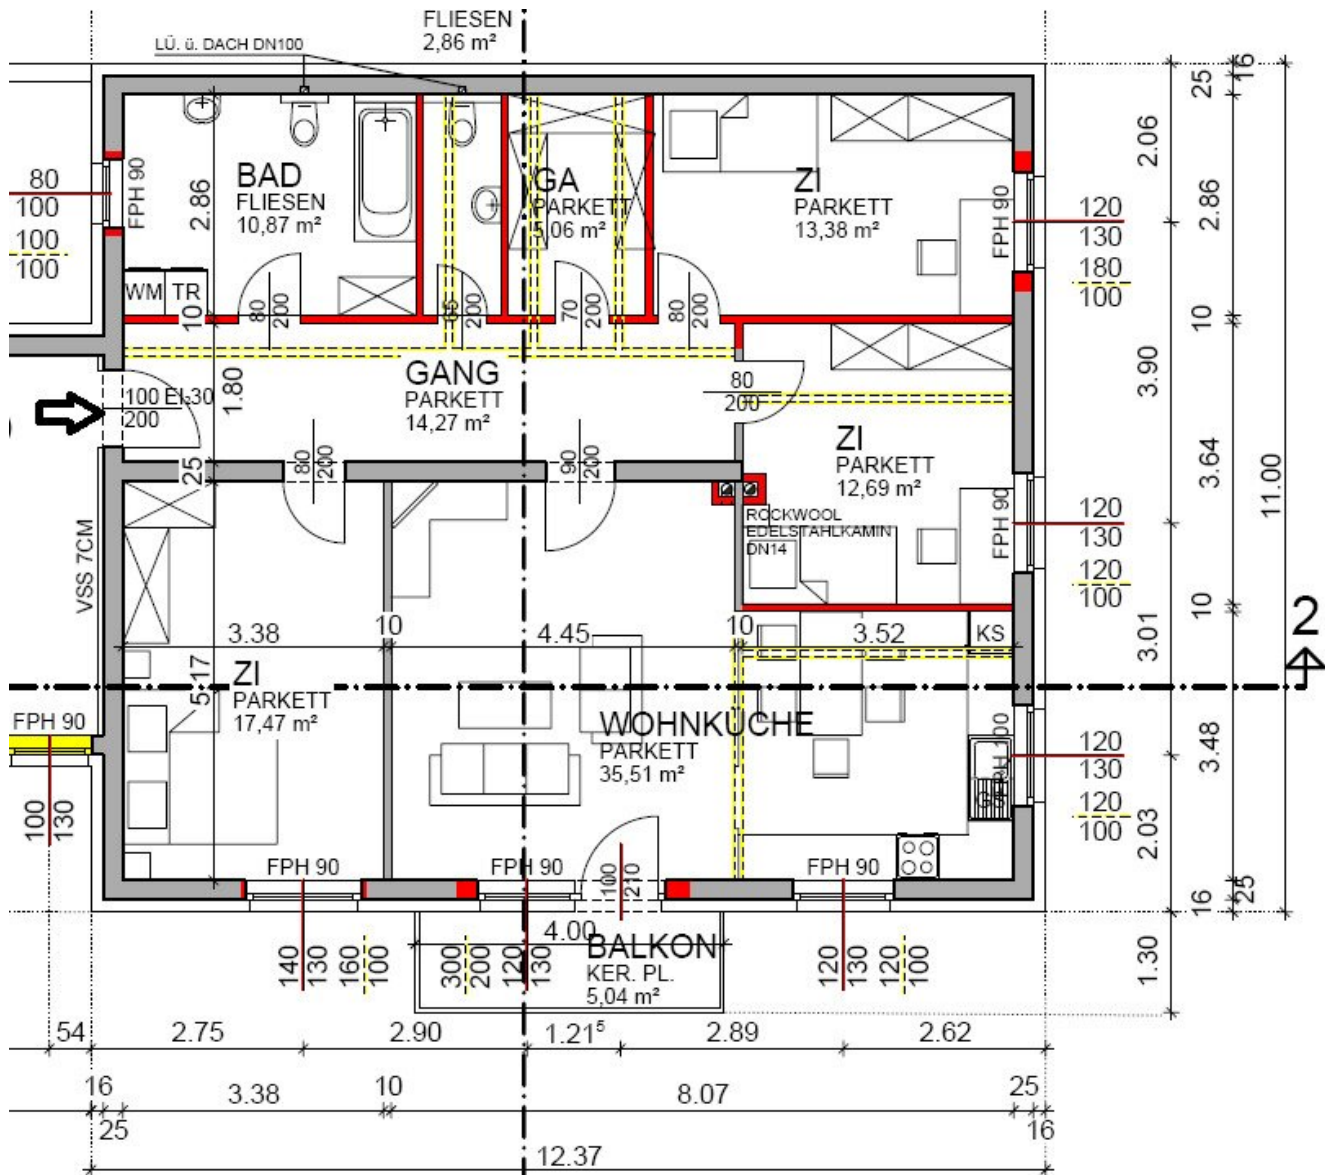 FLIESEN
2,86 m²
LÜ. ü. DACH DN100
25
16
80
100
100
100
FPH 90
2.86
BAD
FLIESEN
10,87 m²
GA
PARKETT
5,06 m²
ZI
PARKETT
13,38 m²
FPH 90
120
130
180
100
2.06
2.86
WM
TR
10
80
200
65
200
70
200
80
200
10
100 EI-30
200
1.80
GANG
PARKETT
14,27 m²
80
200
3.90
25
80
200
90
200
ZI
PARKETT
12,69 m²
ROCKWOOL
EDELSTAHLKAMIN
DN14
FPH 90
120
130
120
100
3.64
11.00
VSS 7CM
3.38
10
4.45
10
3.52
KS
10
3.01
2
5.17
ZI
PARKETT
17,47 m²
WOHNKÜCHE
PARKETT
35,51 m²
FPH 90
100
130
FPH 100
GS
120
130
120
100
3.48
2.03
FPH 90
FPH 90
100
210
FPH 90
16
25
4.00
BALKON
KER. PL.
5,04 m²
140
130
160
100
300
200
120
130
120
130
120
100
1.30
54
2.75
2.90
1.21⁵
2.89
2.62
16
25
3.38
10
8.07
25
16
12.37